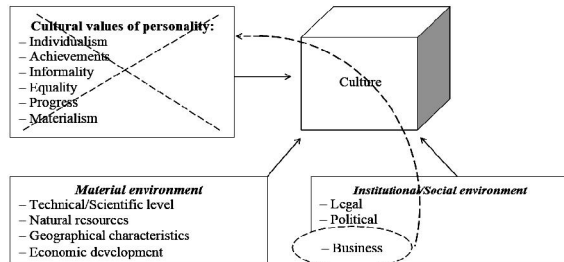 Cultural values of personality:
– Individualism
– Achievements
– Informality
– Equality
– Progress
– Materialism
Culture
Material environment
– Technical/Scientific level
– Natural resources
– Geographical characteristics
– Economic development
Institutional/Social environment
– Legal
– Political
– Business